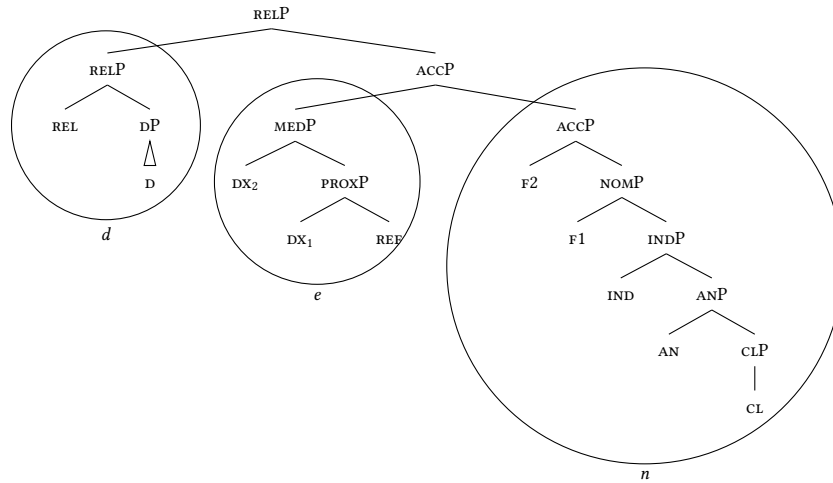 RELP
RELP ACCP
REL DP MEDP ACCP
D DX₂ PROXP F2 NOMP
d DX₁ REF F1 INDP
e IND ANP
AN CLP
CL
n